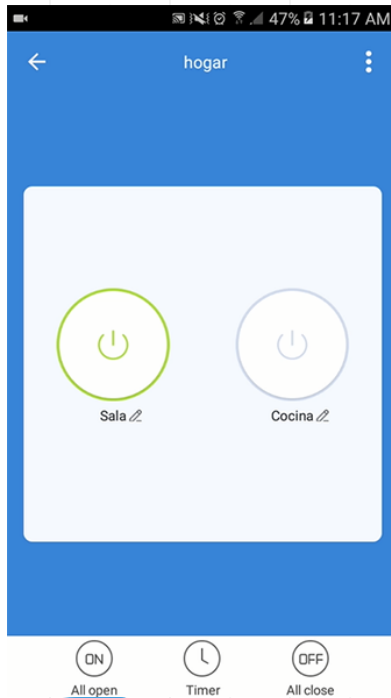 47% 11:17 AM
hogar
Sala
Cocina
ON
OFF
All open
Timer
All close